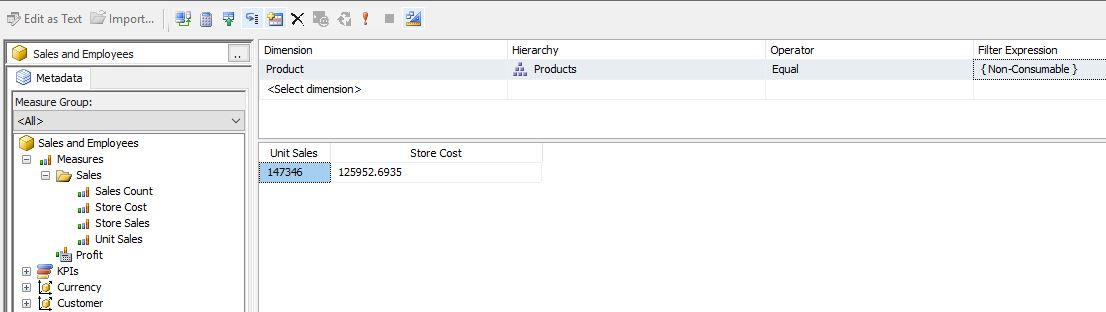 Edit as Text Import...
Sales and Employees ..
Metadata
Measure Group:
<All>
Sales and Employees
Measures
Sales
Sales Count
Store Cost
Store Sales
Unit Sales
Profit
KPIs
Currency
Customer
Dimension Hierarchy Operator Filter Expression
Product Products Equal { Non-Consumable }
<Select dimension>
Unit Sales Store Cost
147346 125952.6935